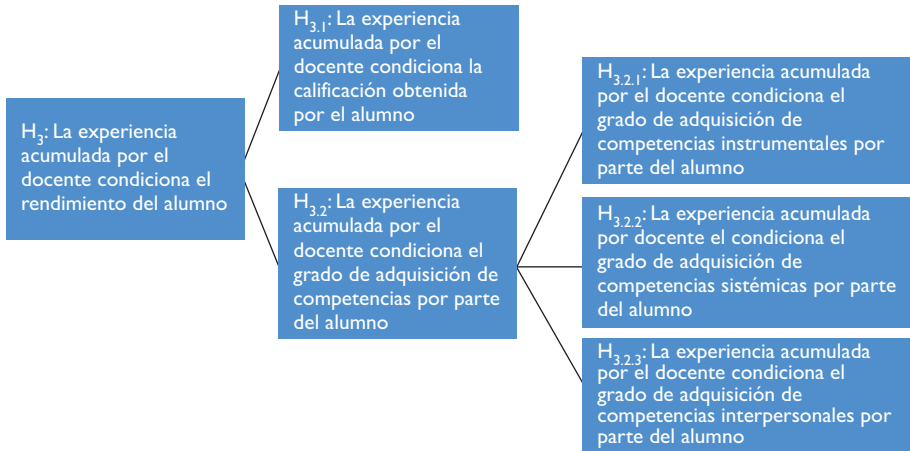 H3: La experiencia
acumulada por el
docente condiciona el
rendimiento del alumno
H3.1: La experiencia
acumulada por el
docente condiciona la
calificación obtenida
por el alumno
H3.2: La experiencia
acumulada por el
docente condiciona el
grado de adquisición de
competencias por parte
del alumno
H3.2.1: La experiencia acumulada
por el docente condiciona el
grado de adquisición de
competencias instrumentales por
parte del alumno
H3.2.2: La experiencia acumulada
por docente el condiciona el
grado de adquisición de
competencias sistémicas por parte
del alumno
H3.2.3: La experiencia acumulada
por el docente condiciona el
grado de adquisición de
competencias interpersonales por
parte del alumno